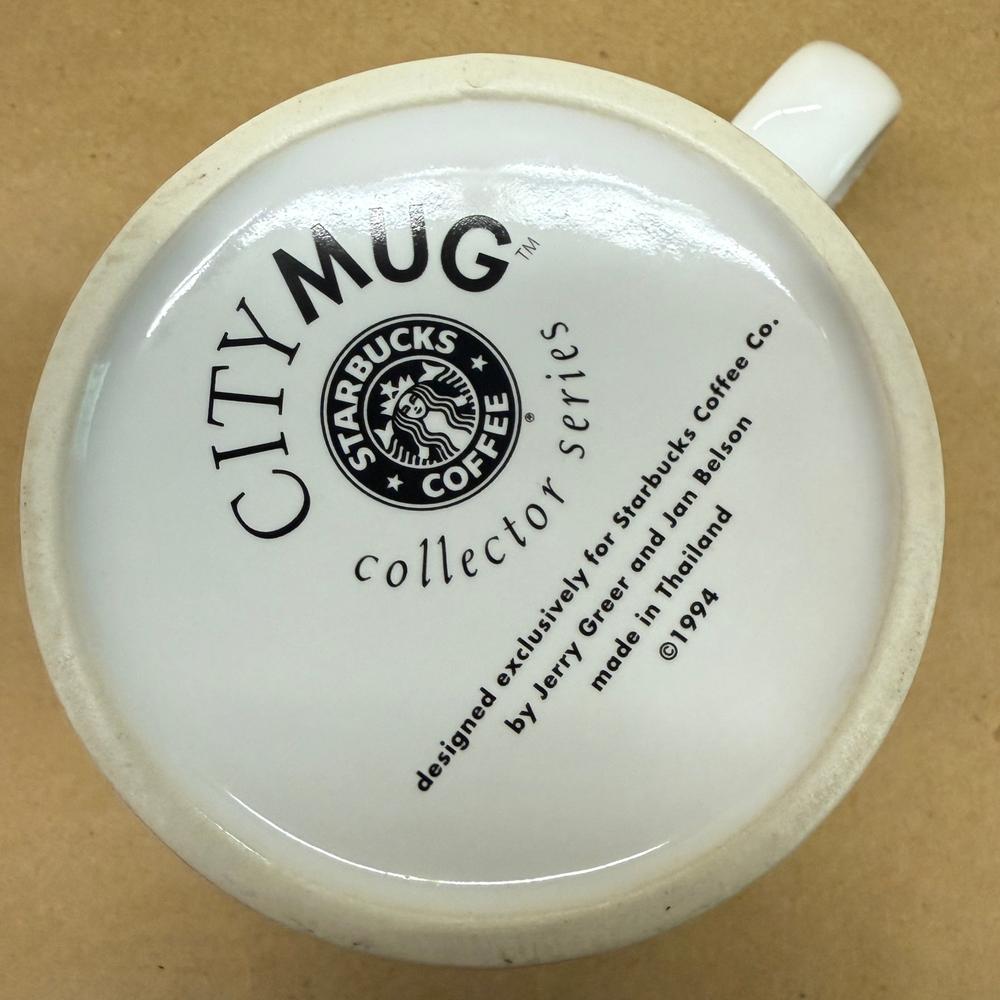 CITY MUG™
STARBUCKS
COFFEE
®
collector series
designed exclusively for Starbucks Coffee Co.
by Jerry Greer and Jan Belson
made in Thailand
©1994